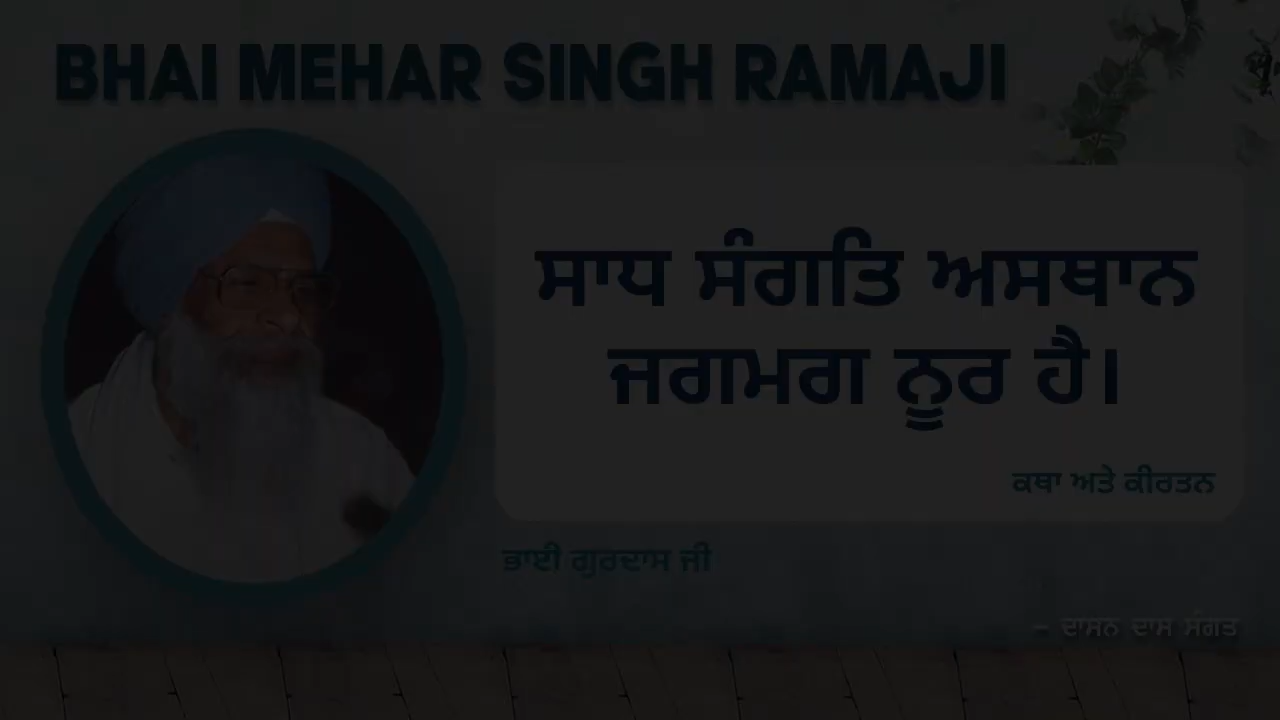 BHAI MEHAR SINGH RAMAJI
ਸਾਧ ਸੰਗਤਿ ਅਸਥਾਨ
ਜਗਮਗ ਨੂਰ ਹੈ।
ਕਥਾ ਅਤੇ ਕੀਰਤਨ
ਭਾਈ ਗੁਰਦਾਸ ਜੀ
- ਦਾਸਨ ਦਾਸ ਸੰਗਤ